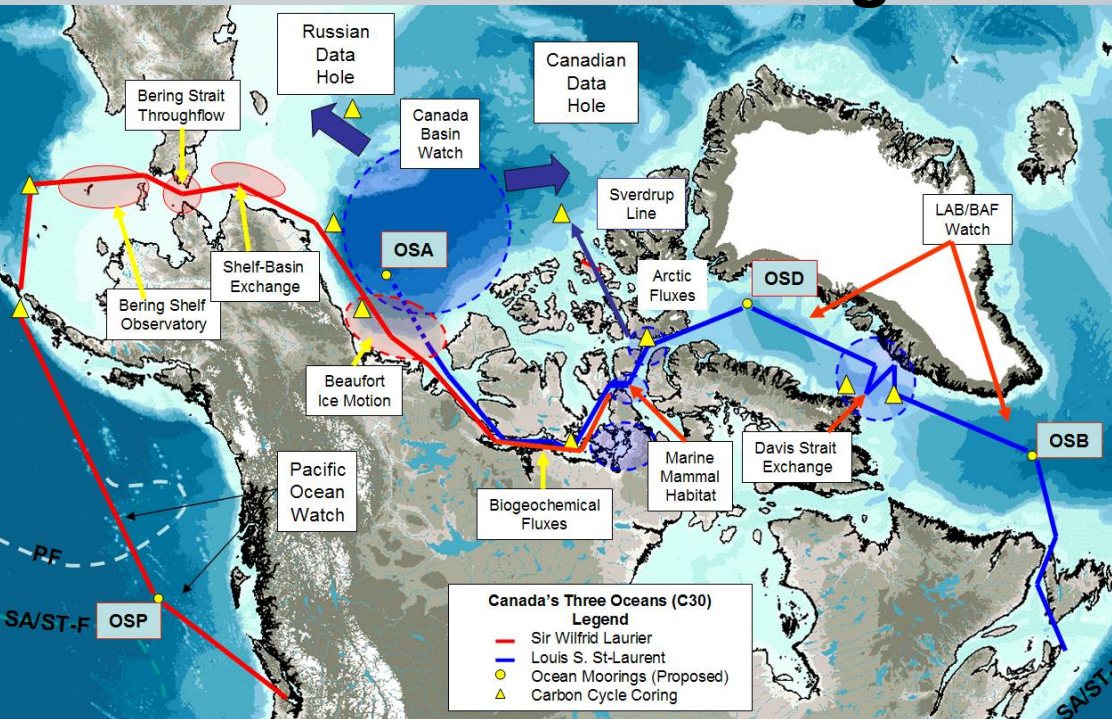 g
Russian
Data
Hole
Canadian
Data
Hole
Bering Strait
Throughflow
Canada
Basin
Watch
Sverdrup
Line
LAB/BAF
Watch
OSA
Shelf-Basin
Exchange
Arctic
Fluxes
OSD
Bering Shelf
Observatory
Beaufort
Ice Motion
OSB
Pacific
Ocean
Watch
Marine
Mammal
Habitat
Davis Strait
Exchange
Biogeochemical
Fluxes
PF
SA/ST-F
OSP
Canada's Three Oceans (C30)
Legend
Sir Wilfrid Laurier
Louis S. St-Laurent
Ocean Moorings (Proposed)
Carbon Cycle Coring
SA/ST-